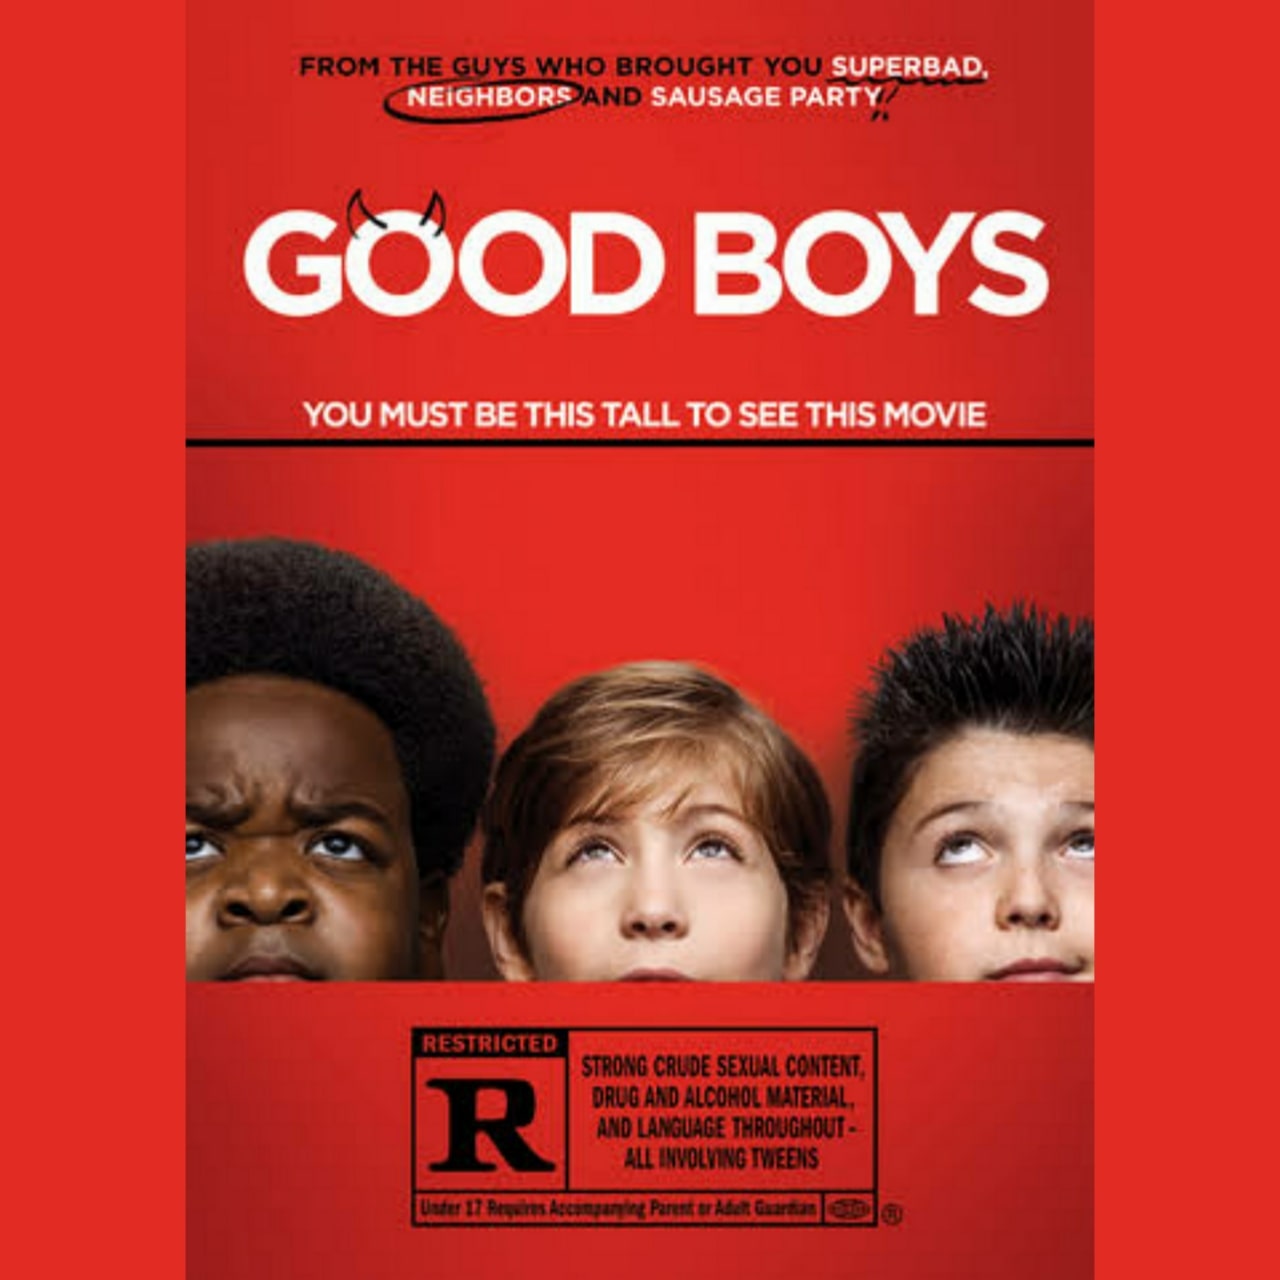 FROM THE GUYS WHO BROUGHT YOU SUPERBAD,
NEIGHBORS AND SAUSAGE PARTY
GOOD BOYS
YOU MUST BE THIS TALL TO SEE THIS MOVIE
RESTRICTED
R
STRONG CRUDE SEXUAL CONTENT,
DRUG AND ALCOHOL MATERIAL,
AND LANGUAGE THROUGHOUT -
ALL INVOLVING TWEENS
Under 17 Requires Accompanying Parent or Adult Guardian
®